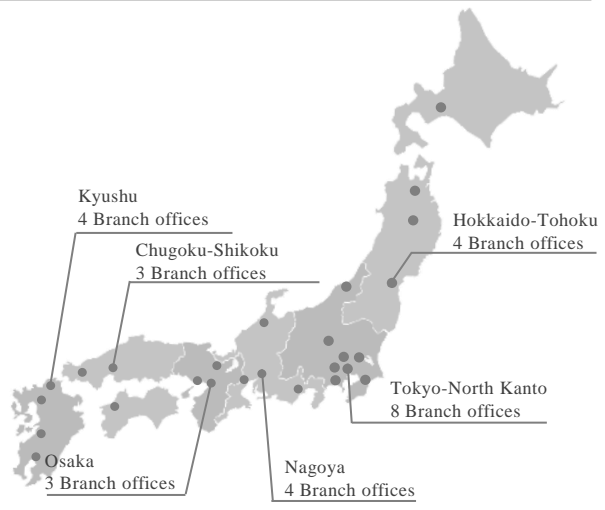 Kyushu
4 Branch offices
Chugoku-Shikoku
3 Branch offices
Hokkaido-Tohoku
4 Branch offices
Tokyo-North Kanto
8 Branch offices
Osaka
3 Branch offices
Nagoya
4 Branch offices